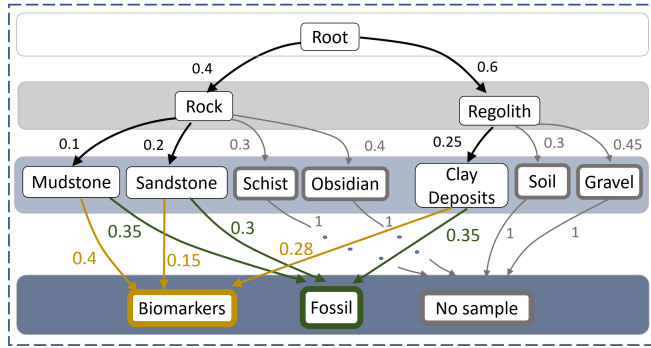 Root
0.4
0.6
Rock
Regolith
0.1
0.2
0.3
0.4
0.25
0.3
0.45
Mudstone
Sandstone
Schist
Obsidian
Clay
Deposits
Soil
Gravel
0.35
0.3
1
1
0.4
0.15
0.28
0.35
1
1
Biomarkers
Fossil
No sample